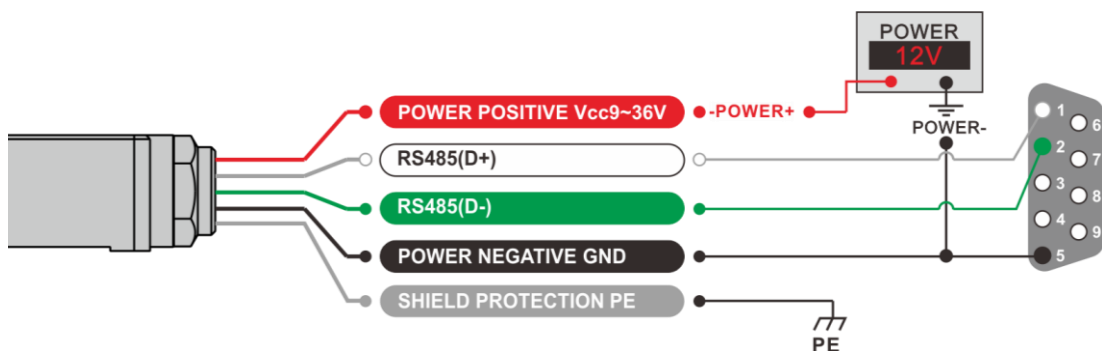 POWER
12V
POWER POSITIVE Vcc9~36V
-POWER+
POWER-
RS485(D+)
RS485(D-)
POWER NEGATIVE GND
SHIELD PROTECTION PE
PE
1
6
2
7
3
8
4
9
5